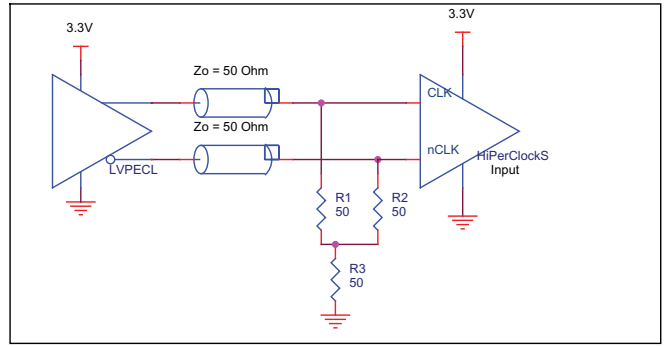 3.3V
3.3V
Zo = 50 Ohm
CLK
Zo = 50 Ohm
nCLK
LVPECL
HiPerClockS
Input
R1
50
R2
50
R3
50